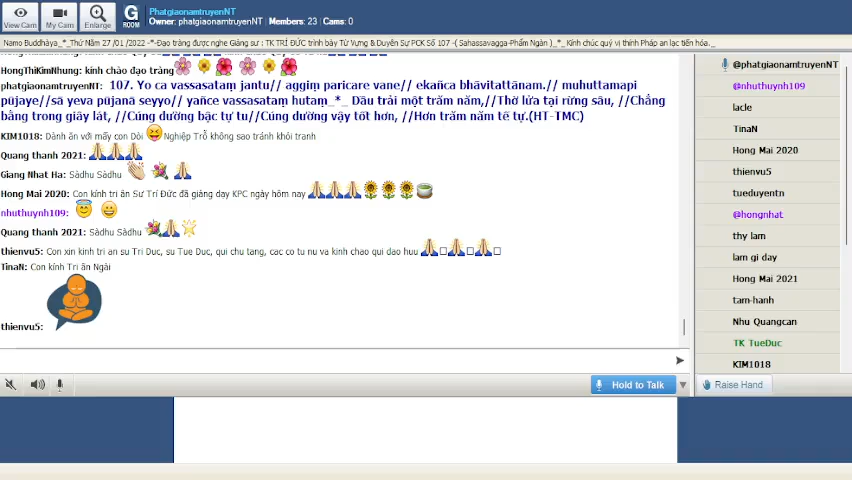 View Cam
My Cam
Enlarge
G
ROOM
PhatgiaonamtruyenNT
Owner: phatgiaonamtruyenNT | Members: 23 | Cams: 0
Namo Buddhàya_*_Thứ Năm 27 /01 /2022 ~*~Đạo tràng được nghe Giảng sư : TK TRÍ ĐỨC trình bày Từ Vựng & Duyên Sự PCK Số 107 -( Sahassavagga-Phẩm Ngàn )_*_ Kính chúc quý vị thính Pháp an lạc tiến hóa._
HongThiKimNhung: kính chào đạo tràng
phatgiaonamtruyenNT: 107. Yo ca vassasataṃ jantu// aggiṃ paricare vane// ekañca bhāvitattānaṃ.// muhuttamapi
pūjaye//sā yeva pūjanā seyyo// yañce vassasataṃ hutaṃ_*_ Dầu trải một trăm năm,//Thờ lửa tại rừng sâu, //Chẳng
bằng trong giây lát, //Cúng dường bậc tự tu//Cúng dường vậy tốt hơn, //Hơn trăm năm tế tự.(HT-TMC)
KIM1018: Dành ăn với mấy con Dòi Nghiệp Trổ không sao tránh khỏi tranh
Quang thanh 2021:
Giang Nhat Ha: Sàdhu Sàdhu
Hong Mai 2020: Con kính tri ân Sư Trí Đức đã giảng dạy KPC ngày hôm nay
nhuthuynh109:
Quang thanh 2021: Sàdhu Sàdhu
thienvu5: Con xin kinh tri an su Tri Duc, su Tue Duc, qui chu tang, cac co tu nu va kinh chao qui dao huu
TinaN: Con kính Tri ân Ngài
thienvu5:
Hold to Talk
Raise Hand
@phatgiaonamtruyenNT
@nhuthuynh109
lacle
TinaN
Hong Mai 2020
thienvu5
tueduyentn
@hongnhat
thy lam
lam gi day
Hong Mai 2021
tam-hanh
Nhu Quangcan
TK TueDuc
KIM1018